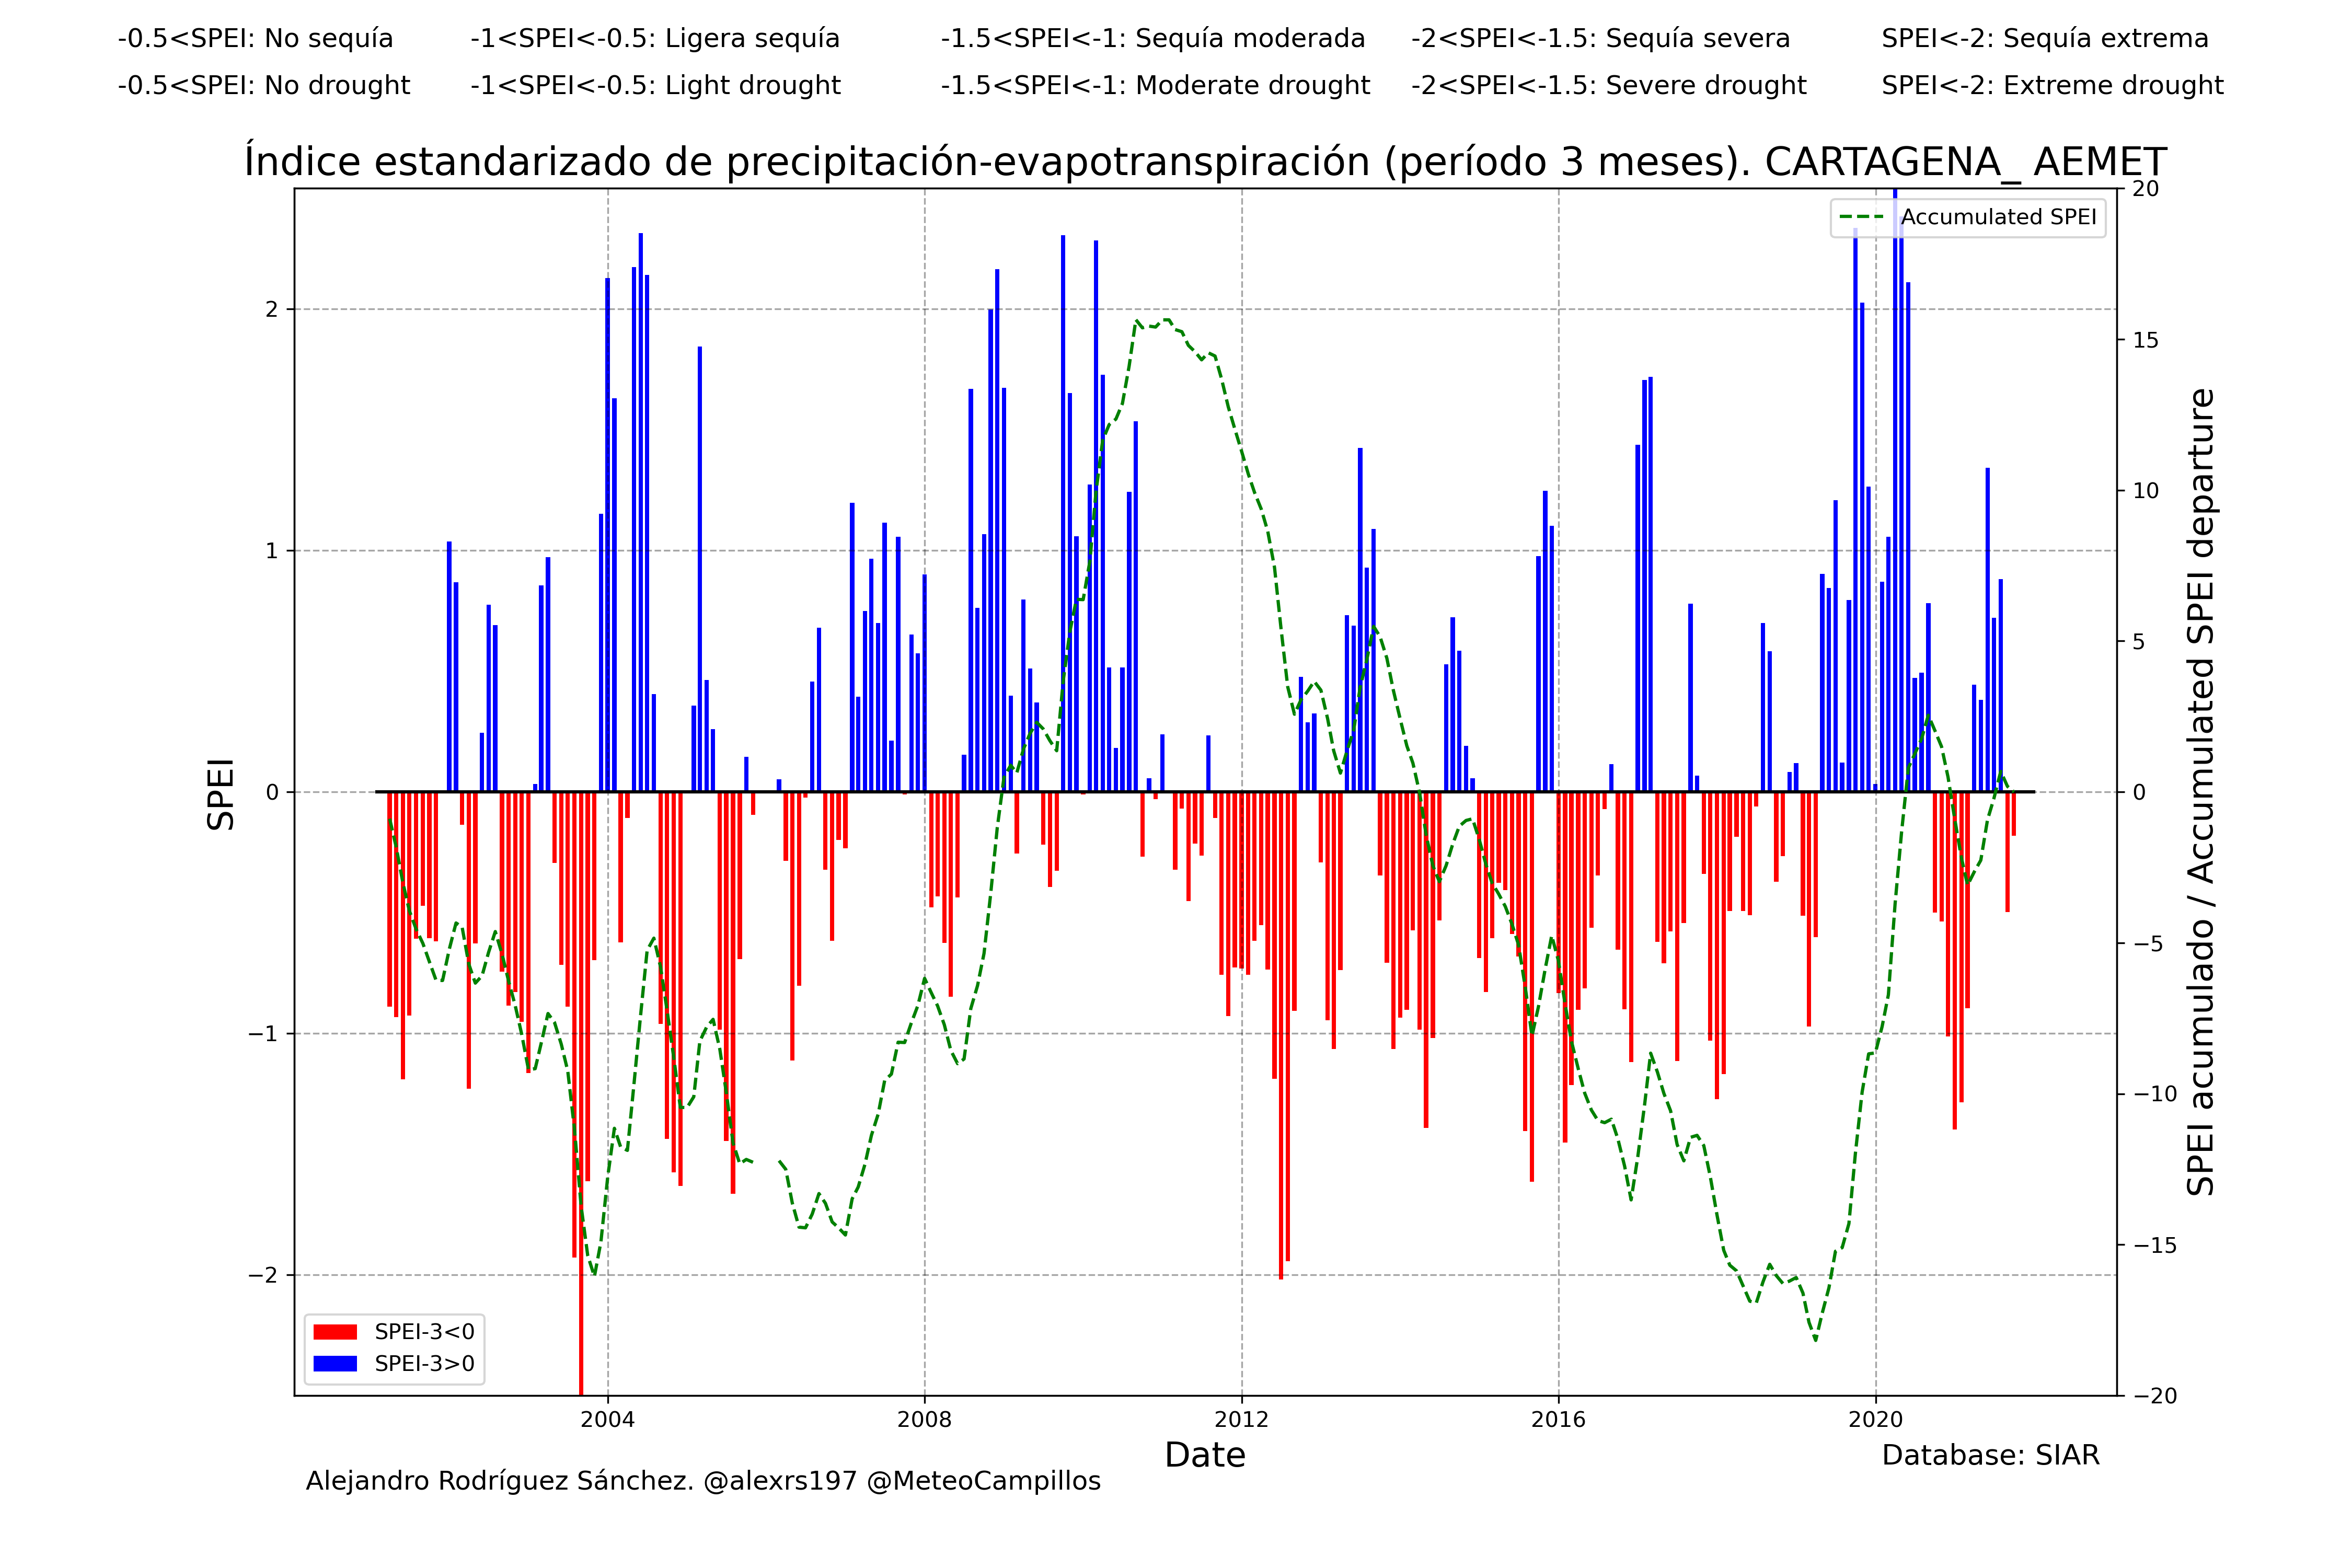 -0.5<SPEI: No sequía -1<SPEI<-0.5: Ligera sequía -1.5<SPEI<-1: Sequía moderada -2<SPEI<-1.5: Sequía severa SPEI<-2: Sequía extrema
-0.5<SPEI: No drought -1<SPEI<-0.5: Light drought -1.5<SPEI<-1: Moderate drought -2<SPEI<-1.5: Severe drought SPEI<-2: Extreme drought
Índice estandarizado de precipitación-evapotranspiración (período 3 meses). CARTAGENA_ AEMET
Accumulated SPEI
SPEI
2
1
0
−1
−2
20
15
10
5
0
−5
−10
−15
−20
SPEI acumulado / Accumulated SPEI departure
SPEI-3<0
SPEI-3>0
2004 2008 2012 2016 2020
Date
Database: SIAR
Alejandro Rodríguez Sánchez. @alexrs197 @MeteoCampillos